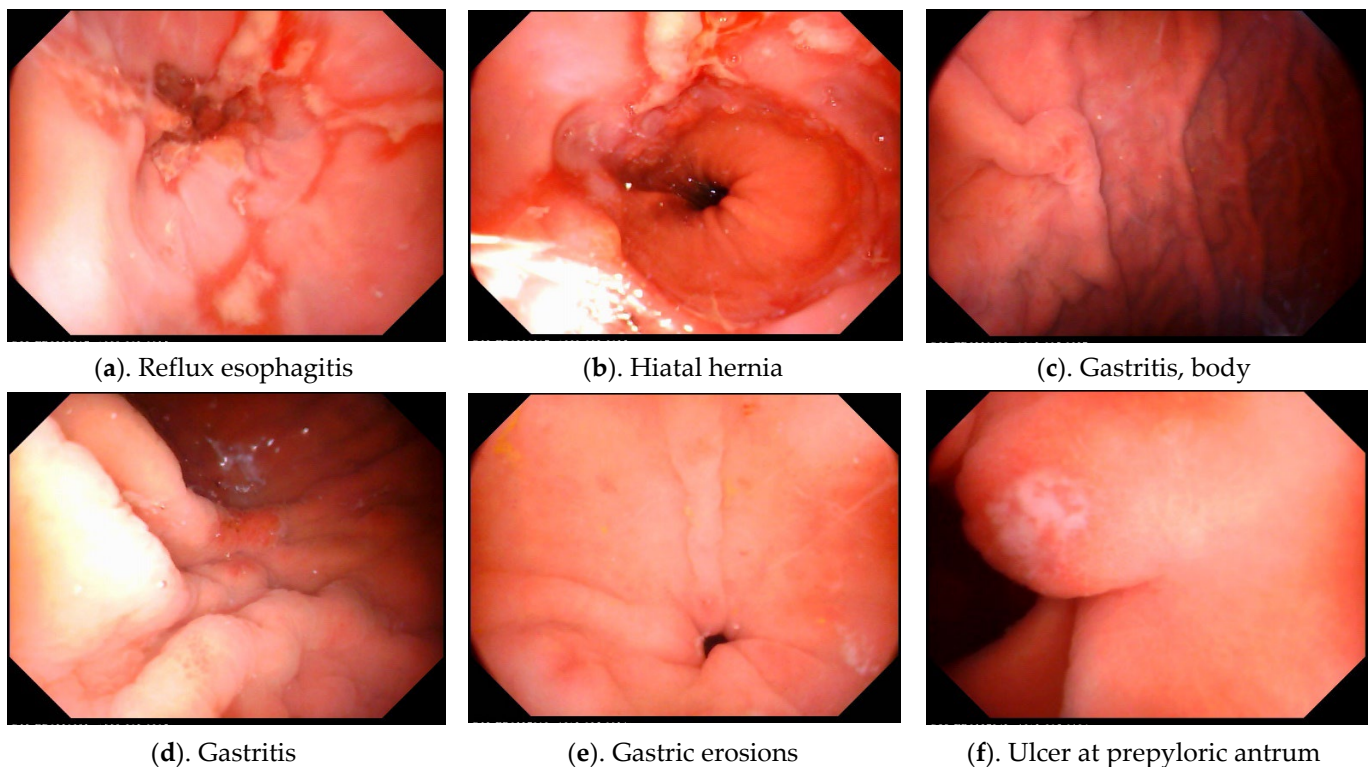 (a). Reflux esophagitis
(b). Hiatal hernia
(c). Gastritis, body
(d). Gastritis
(e). Gastric erosions
(f). Ulcer at prepyloric antrum